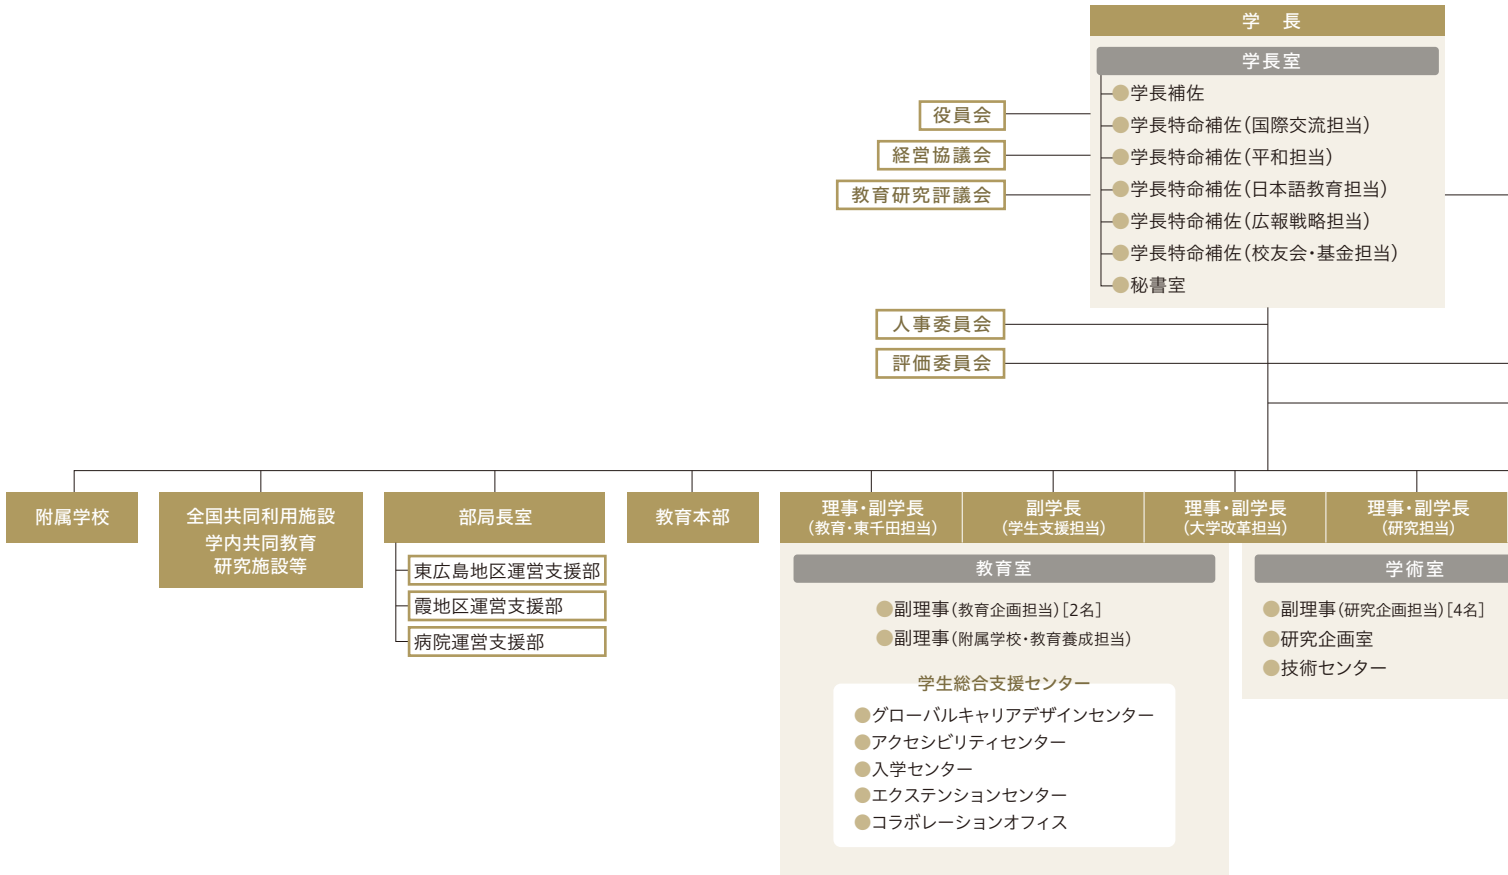 学　長
学長室
学長補佐
学長特命補佐(国際交流担当)
学長特命補佐(平和担当)
学長特命補佐(日本語教育担当)
学長特命補佐(広報戦略担当)
学長特命補佐(校友会・基金担当)
秘書室
役員会
経営協議会
教育研究評議会
人事委員会
評価委員会
附属学校
全国共同利用施設
学内共同教育
研究施設等
部局長室
東広島地区運営支援部
霞地区運営支援部
病院運営支援部
教育本部
理事・副学長
(教育・東千田担当)
副学長
(学生支援担当)
理事・副学長
(大学改革担当)
理事・副学長
(研究担当)
教育室
副理事(教育企画担当)[2名]
副理事(附属学校・教育養成担当)
学生総合支援センター
グローバルキャリアデザインセンター
アクセシビリティセンター
入学センター
エクステンションセンター
コラボレーションオフィス
学術室
副理事(研究企画担当)[4名]
研究企画室
技術センター